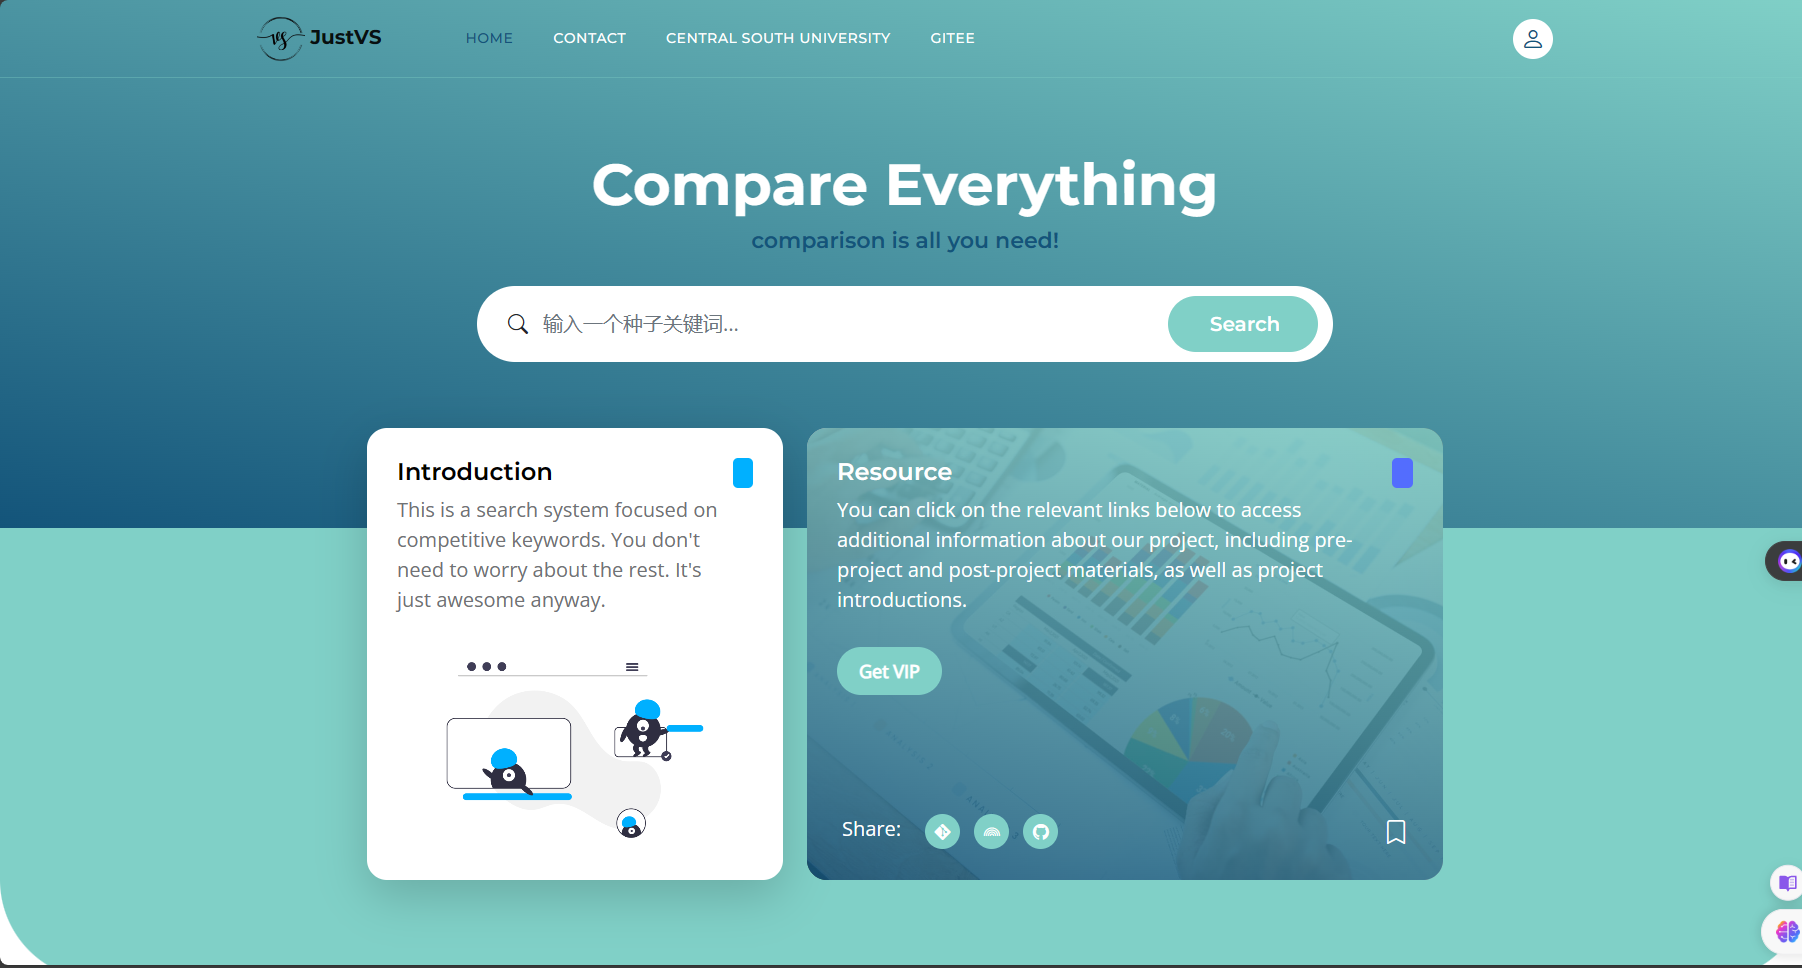 JustVS
HOME
CONTACT
CENTRAL SOUTH UNIVERSITY
GITEE
Compare Everything
comparison is all you need!
输入一个种子关键词...
Search
Introduction
This is a search system focused on
competitive keywords. You don't
need to worry about the rest. It's
just awesome anyway.
Resource
You can click on the relevant links below to access
additional information about our project, including pre-
project and post-project materials, as well as project
introductions.
Get VIP
Share: